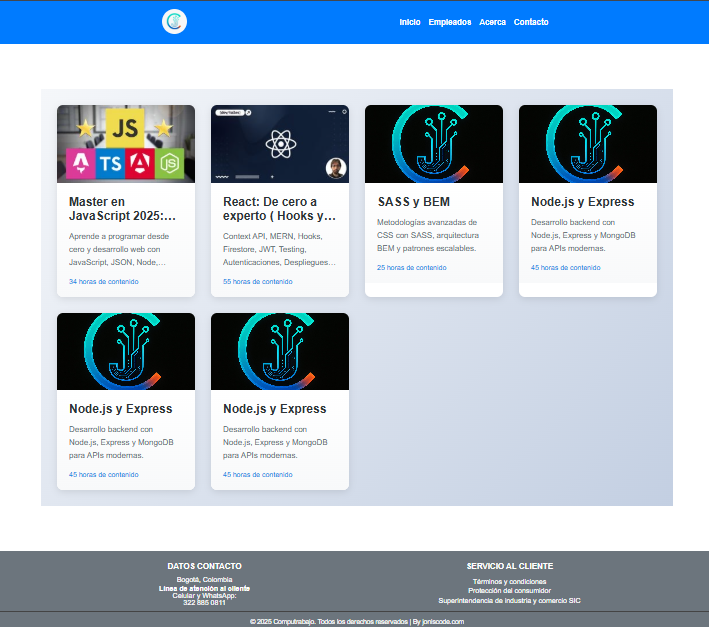 Inicio Empleados Acerca Contacto
JS
TS
JS
Master en
JavaScript 2025:...
Aprende a programar desde
cero y desarrollo web con
JavaScript, JSON, Node,...
34 horas de contenido
React: De cero a
experto ( Hooks y...
Context API, MERN, Hooks,
Firestore, JWT, Testing,
Autenticaciones, Despliegues...
55 horas de contenido
SASS y BEM
Metodologías avanzadas de
CSS con SASS, arquitectura
BEM y patrones escalables.
25 horas de contenido
Node.js y Express
Desarrollo backend con
Node.js, Express y MongoDB
para APIs modernas.
45 horas de contenido
Node.js y Express
Desarrollo backend con
Node.js, Express y MongoDB
para APIs modernas.
45 horas de contenido
Node.js y Express
Desarrollo backend con
Node.js, Express y MongoDB
para APIs modernas.
45 horas de contenido
DATOS CONTACTO
Bogotá, Colombia
Línea de atención al cliente
Celular y WhatsApp:
322 885 0811
SERVICIO AL CLIENTE
Términos y condiciones
Protección del consumidor
Superintendencia de industria y comercio SIC
© 2025 Computrabajo. Todos los derechos reservados | By joniscode.com